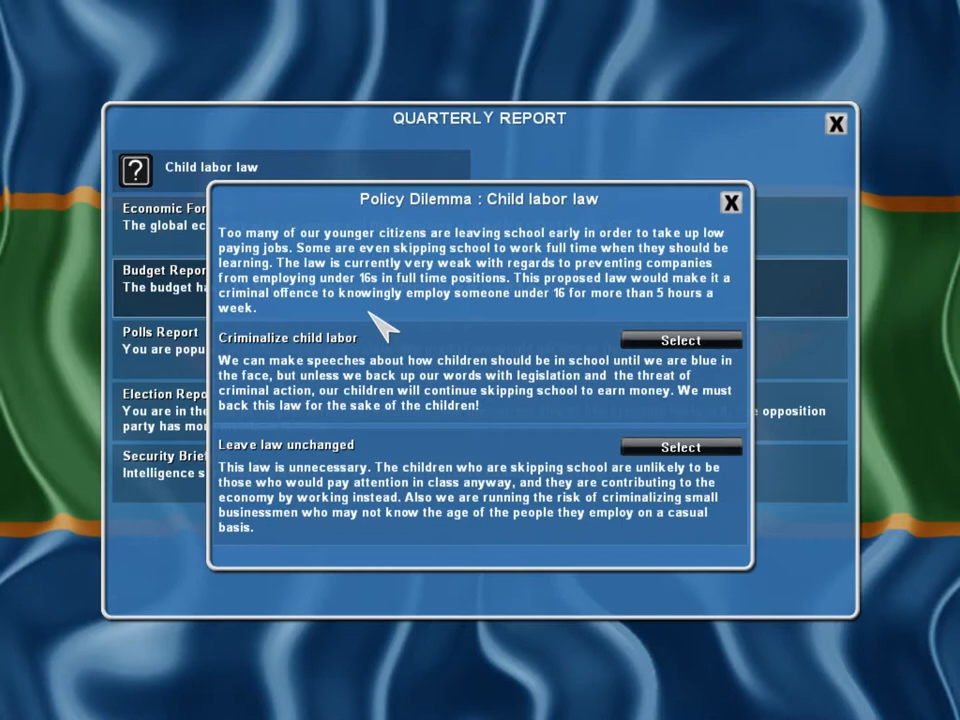 QUARTERLY REPORT
X
? Child labor law
Economic For
The global ec
Budget Repor
The budget ha
Polls Report
You are popu
Election Repo
You are in the
e opposition
party has mor
Security Brief
Intelligence s
Policy Dilemma : Child labor law
X
Too many of our younger citizens are leaving school early in order to take up low
paying jobs. Some are even skipping school to work full time when they should be
learning. The law is currently very weak with regards to preventing companies
from employing under 16s in full time positions. This proposed law would make it a
criminal offence to knowingly employ someone under 16 for more than 5 hours a
week.
Criminalize child labor
Select
We can make speeches about how children should be in school until we are blue in
the face, but unless we back up our words with legislation and the threat of
criminal action, our children will continue skipping school to earn money. We must
back this law for the sake of the children!
Leave law unchanged
Select
This law is unnecessary. The children who are skipping school are unlikely to be
those who would pay attention in class anyway, and they are contributing to the
economy by working instead. Also we are running the risk of criminalizing small
businessmen who may not know the age of the people they employ on a casual
basis.